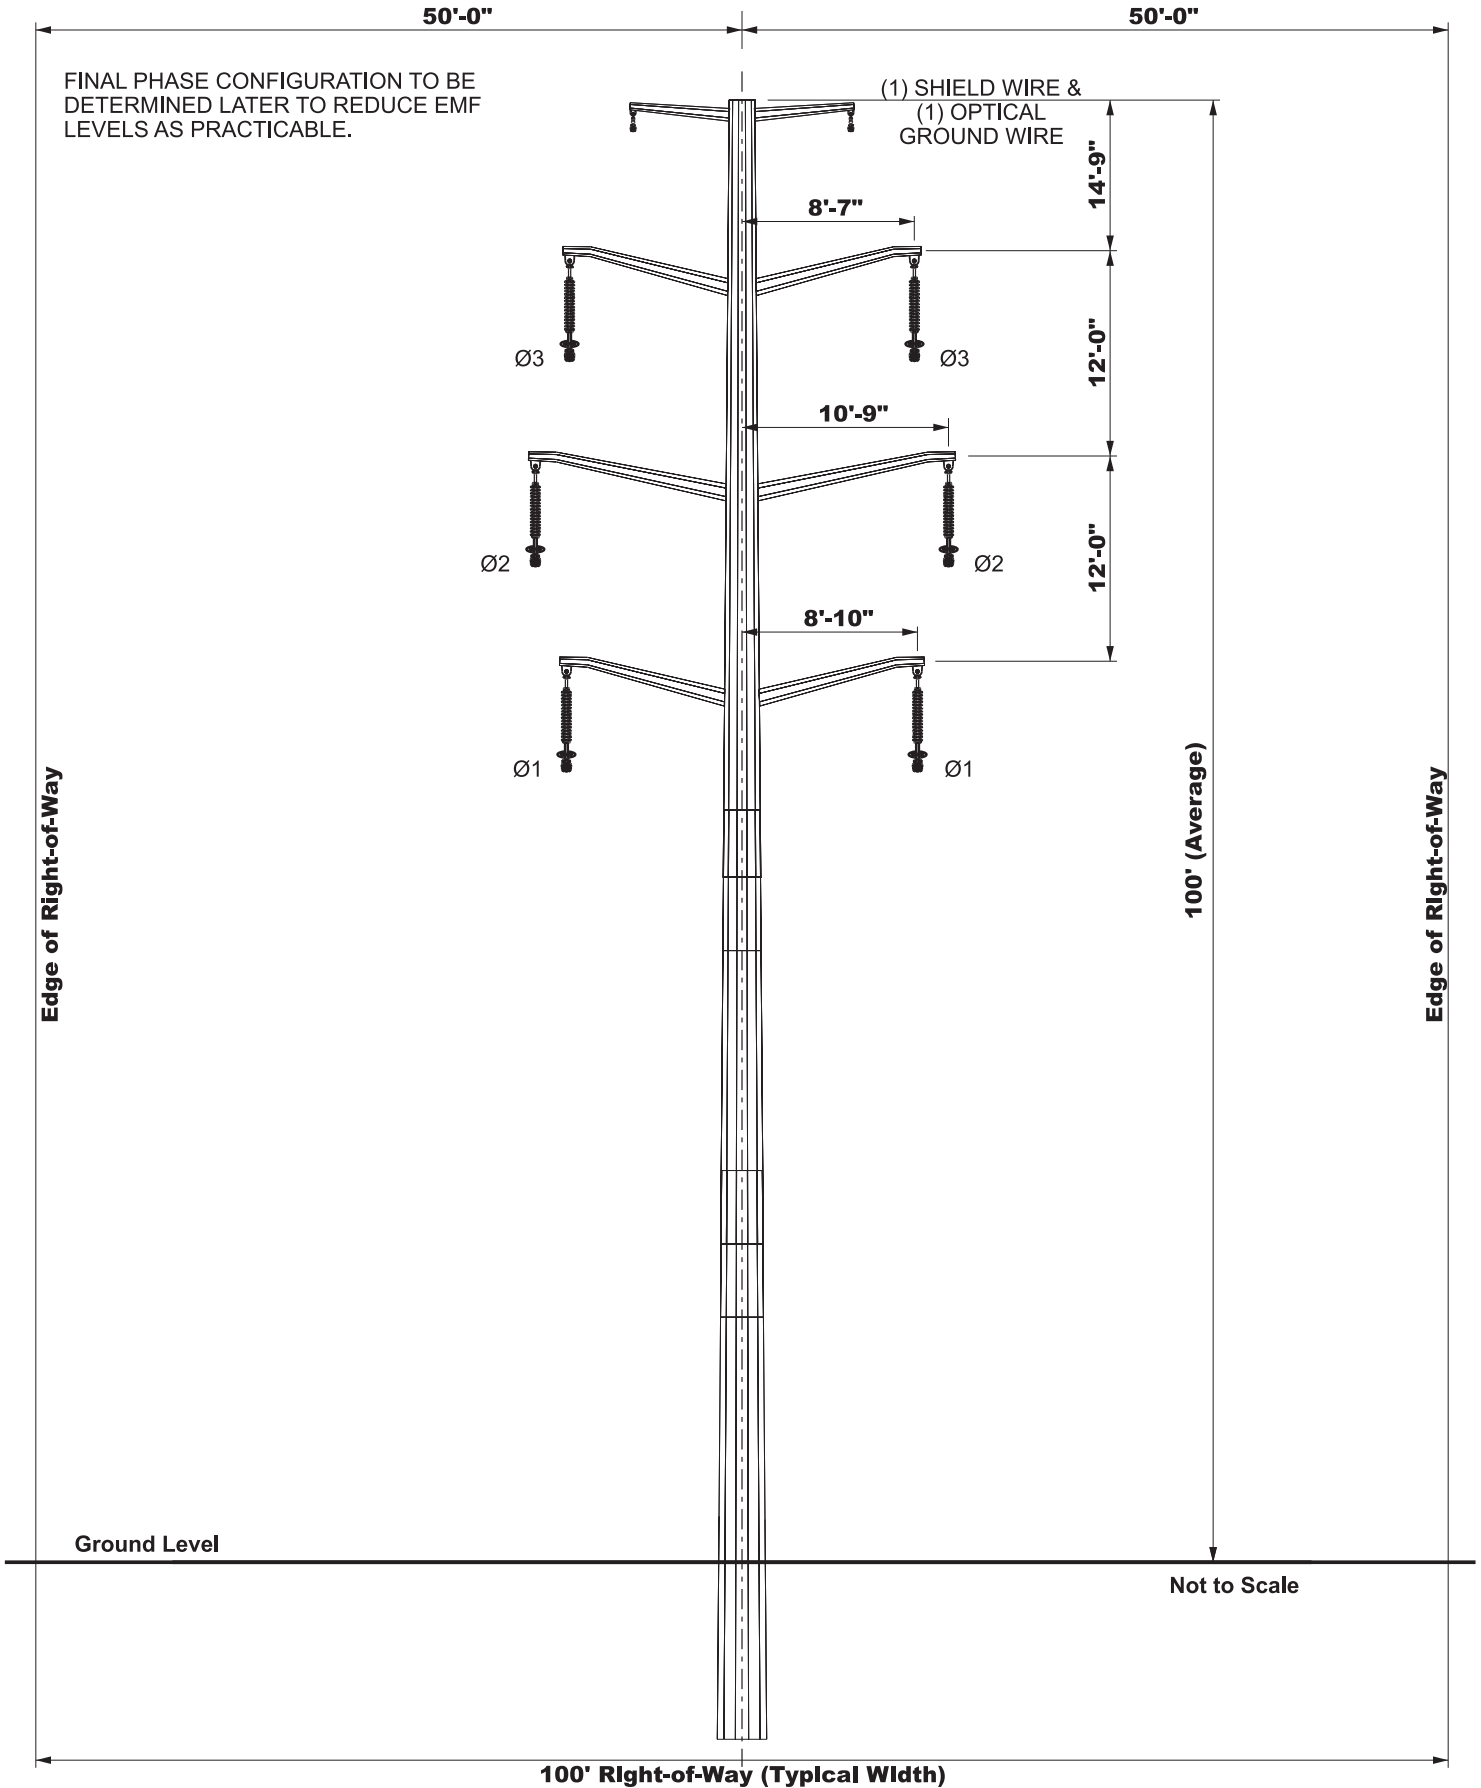 50'-0"
50'-0"
FINAL PHASE CONFIGURATION TO BE
DETERMINED LATER TO REDUCE EMF
LEVELS AS PRACTICABLE.
(1) SHIELD WIRE &
(1) OPTICAL
GROUND WIRE
14'-9"
8'-7"
12'-0"
Ø3
Ø3
10'-9"
12'-0"
Ø2
Ø2
8'-10"
Ø1
Ø1
100' (Average)
Edge of Right-of-Way
Edge of Right-of-Way
Ground Level
Not to Scale
100' Right-of-Way (Typical Width)